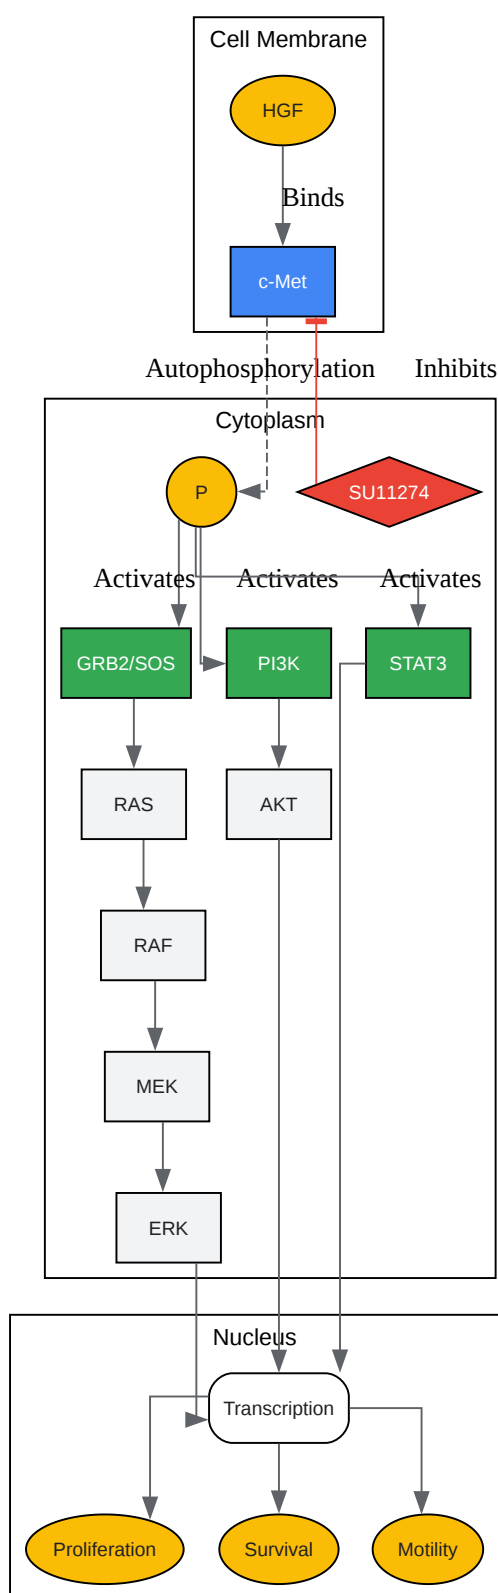 Cell Membrane
HGF
Binds
c-Met
Autophosphorylation
Inhibits
Cytoplasm
P
SU11274
Activates
Activates
Activates
GRB2/SOS
PI3K
STAT3
RAS
AKT
RAF
MEK
ERK
Nucleus
Transcription
Proliferation
Survival
Motility